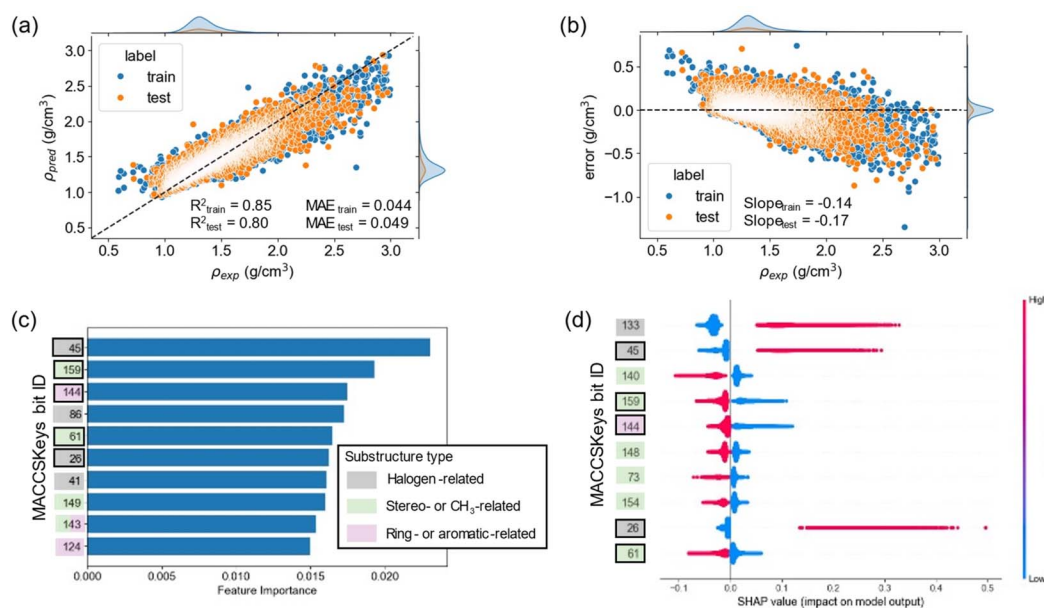 (a)
3.0
2.5
2.0
1.5
1.0
0.5
ρpred (g/cm³)
label
train
test
R²train = 0.85
MAE train = 0.044
R²test = 0.80
MAE test = 0.049
0.5
1.0
1.5
2.0
2.5
3.0
ρexp (g/cm³)
(b)
0.5
0.0
−0.5
−1.0
error (g/cm³)
label
train
test
Slopetrain = -0.14
Slopetest = -0.17
0.5
1.0
1.5
2.0
2.5
3.0
ρexp (g/cm³)
(c)
MACCSKeys bit ID
45
159
144
86
61
26
41
149
143
124
Substructure type
Halogen-related
Stereo- or CH₃-related
Ring- or aromatic-related
0.000
0.005
0.010
0.015
0.020
Feature Importance
(d)
MACCSKeys bit ID
133
45
140
159
144
148
73
154
26
61
−0.1
0.0
0.1
0.2
0.3
0.4
0.5
SHAP value (impact on model output)
High
Low